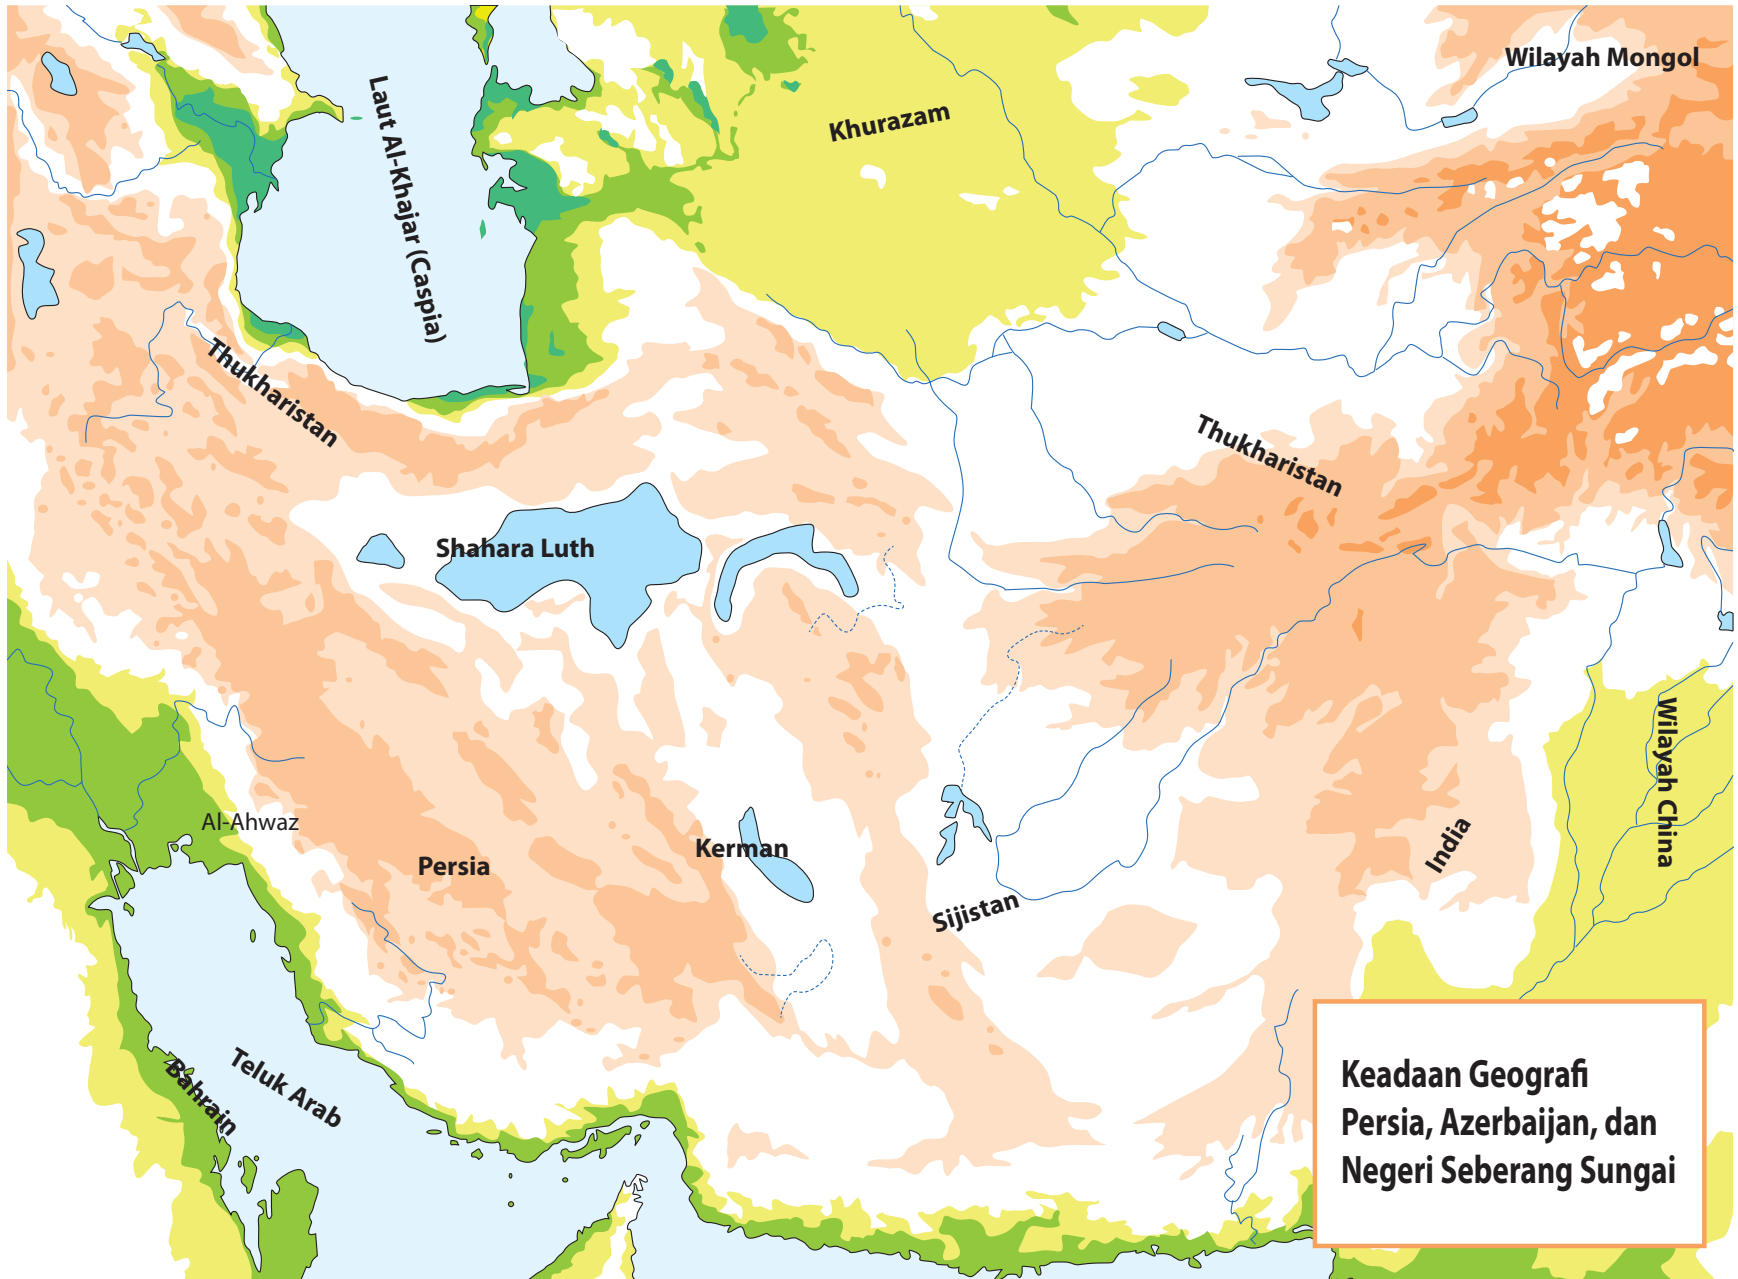 Wilayah Mongol
Khurazam
Laut Al-Khajar (Caspia)
Thukharistan
Thukharistan
Shahara Luth
Wilayah China
Al-Ahwaz
Persia
Kerman
India
Sijistan
Teluk Arab
Bahrain
Keadaan Geografi
Persia, Azerbaijan, dan
Negeri Seberang Sungai